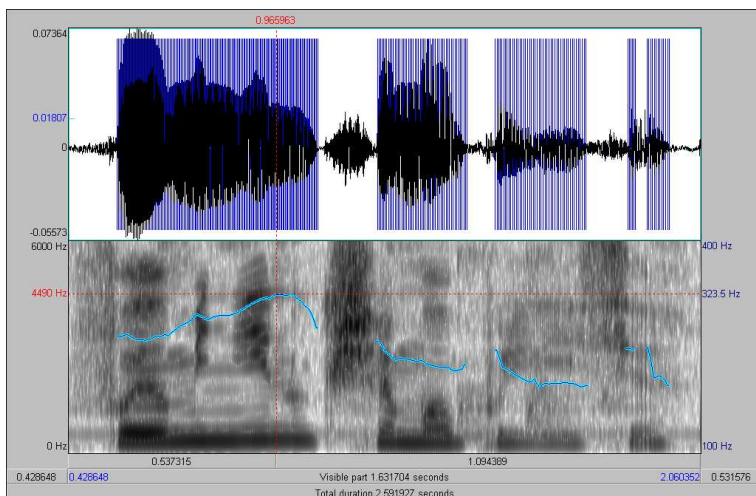 0.965963
0.07364
0.01807
0
-0.05573
6000 Hz
400 Hz
4490 Hz
323.5 Hz
0 Hz
100 Hz
0.537315 1.094389
0.428648 0.428648 Visible part 1.631704 seconds 2.060352 0.531576
Total duration 2.591927 seconds